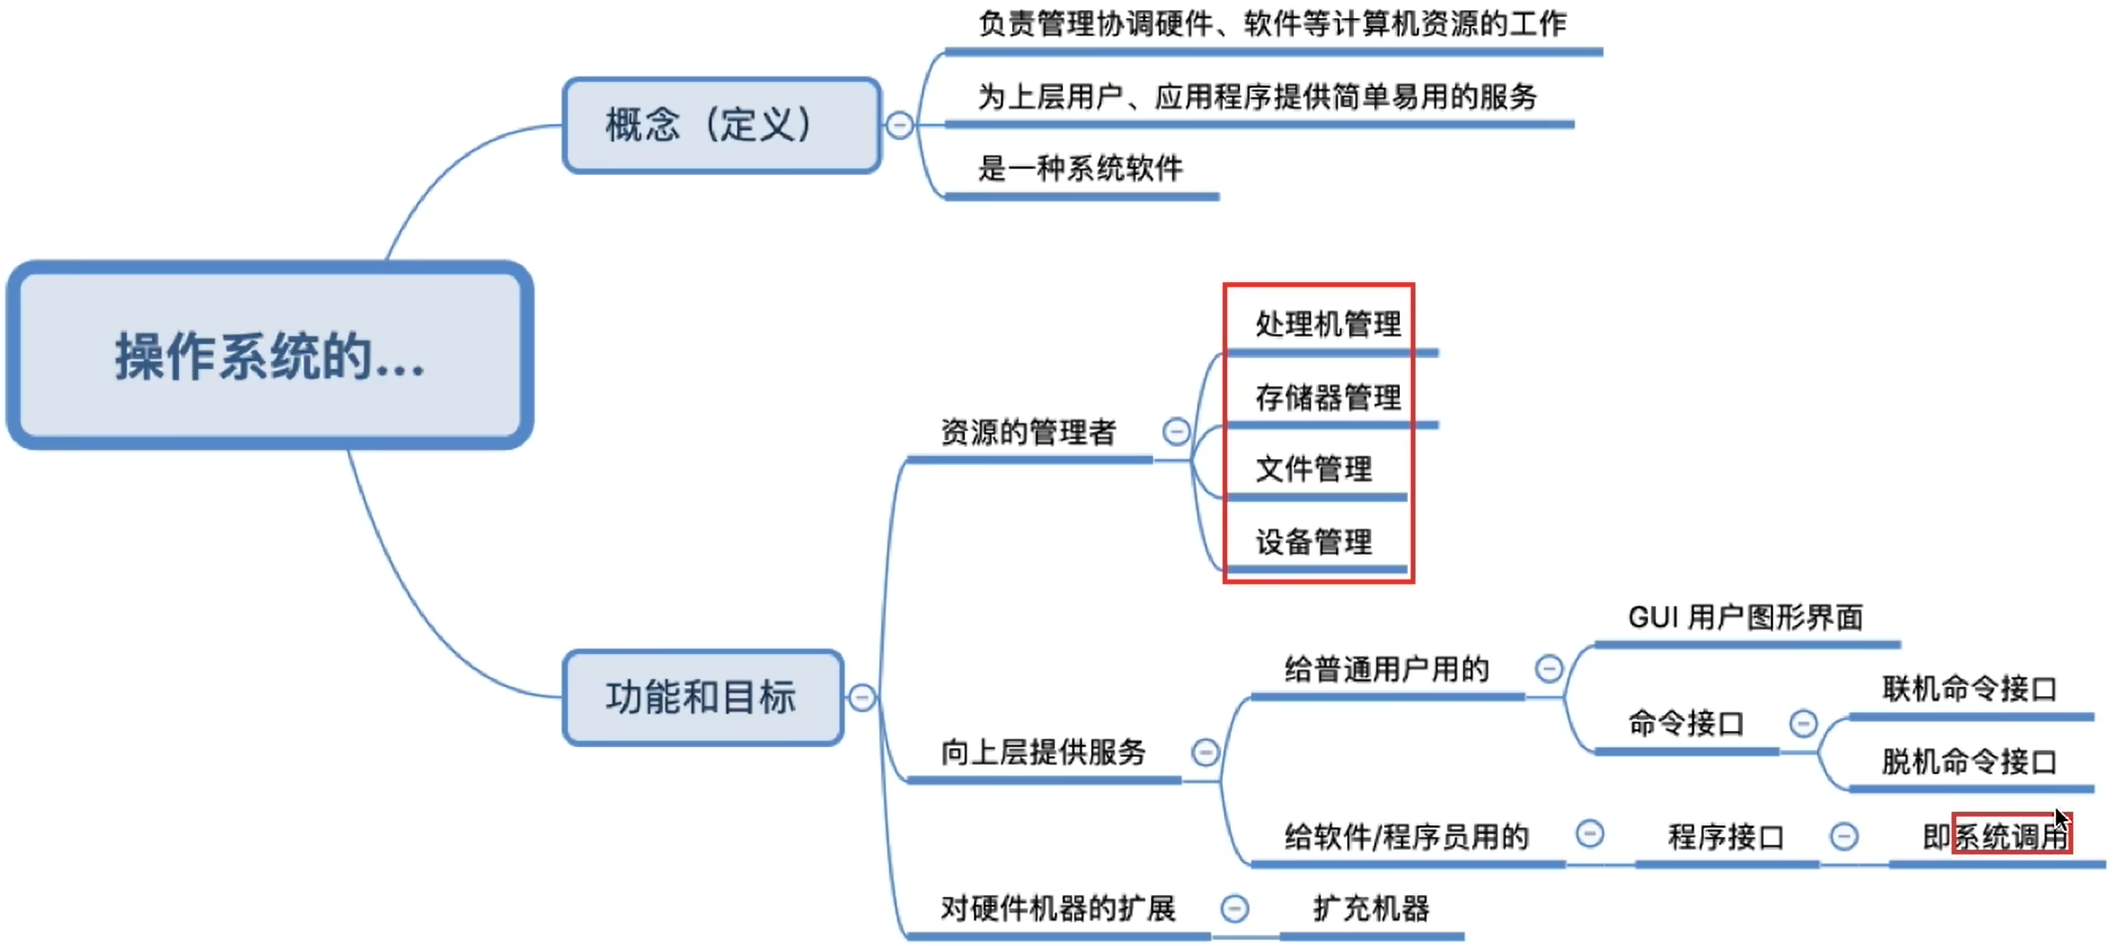 负责管理协调硬件、软件等计算机资源的工作
概念（定义）
为上层用户、应用程序提供简单易用的服务
是一种系统软件
操作系统的...
处理机管理
存储器管理
资源的管理者
文件管理
设备管理
GUI 用户图形界面
给普通用户用的
联机命令接口
命令接口
功能和目标
向上层提供服务
脱机命令接口
给软件/程序员用的
程序接口
即系统调用
对硬件机器的扩展
扩充机器